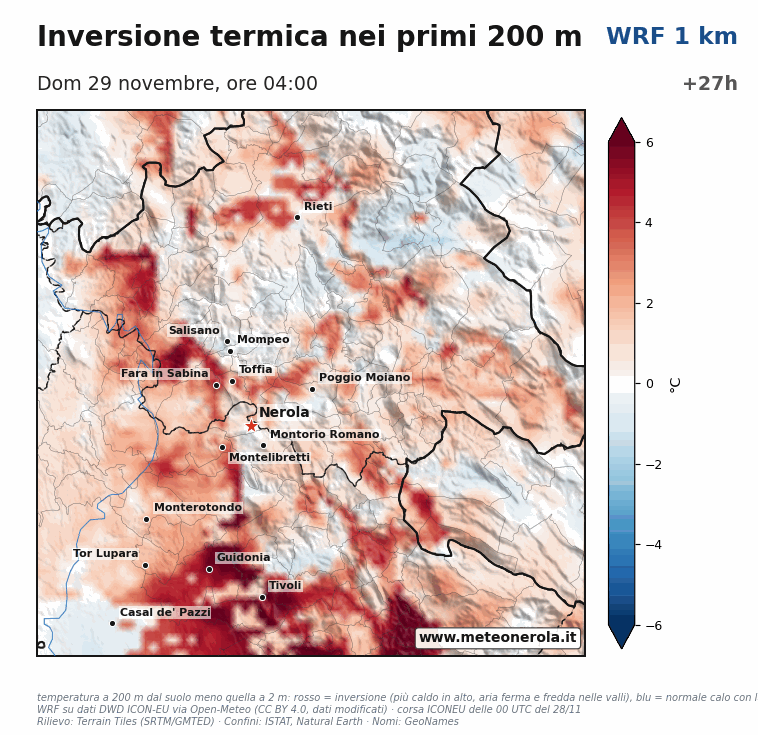 Inversione termica nei primi 200 m WRF 1 km
Dom 29 novembre, ore 04:00 +27h
Rieti
Salisano
Mompeo
Toffia
Fara in Sabina
Poggio Moiano
Nerola
Montorio Romano
Montelibretti
Monterotondo
Tor Lupara
Guidonia
Tivoli
Casal de' Pazzi
www.meteonerola.it
6
4
2
0
−2
−4
−6
°C
temperatura a 200 m dal suolo meno quella a 2 m: rosso = inversione (più caldo in alto, aria ferma e fredda nelle valli), blu = normale calo con l
WRF su dati DWD ICON-EU via Open-Meteo (CC BY 4.0, dati modificati) · corsa ICONEU delle 00 UTC del 28/11
Rilievo: Terrain Tiles (SRTM/GMTED) · Confini: ISTAT, Natural Earth · Nomi: GeoNames